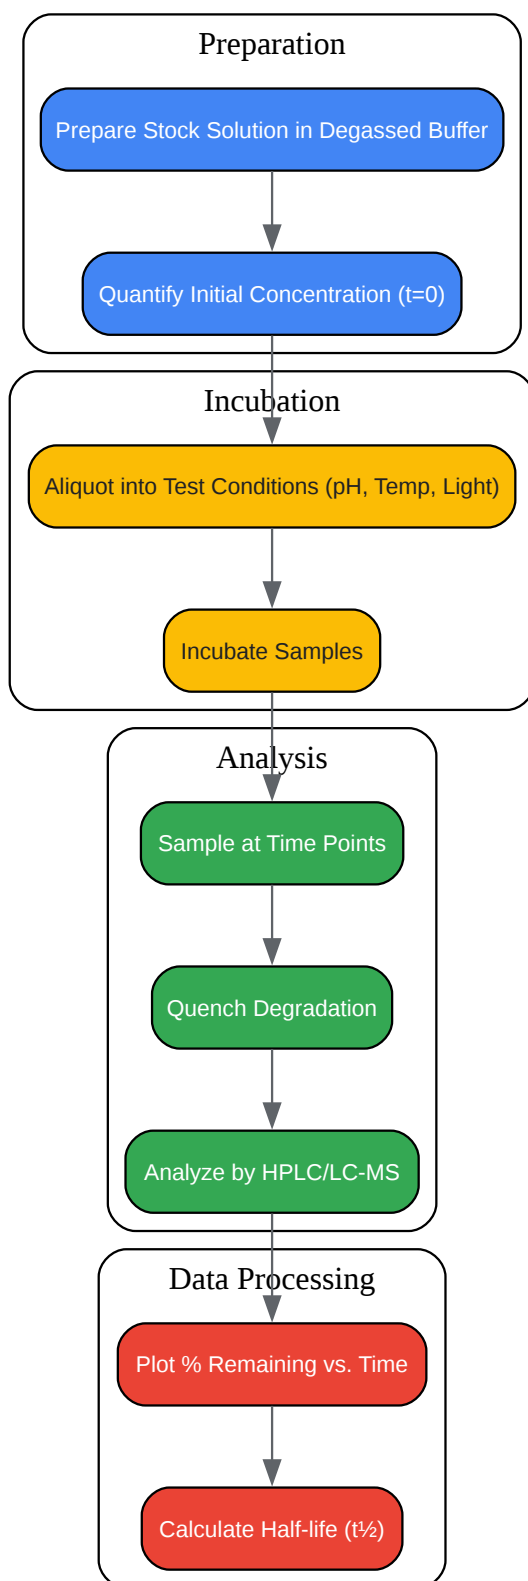 Preparation
Prepare Stock Solution in Degassed Buffer
Quantify Initial Concentration (t=0)
Incubation
Aliquot into Test Conditions (pH, Temp, Light)
Incubate Samples
Analysis
Sample at Time Points
Quench Degradation
Analyze by HPLC/LC-MS
Data Processing
Plot % Remaining vs. Time
Calculate Half-life (t½)